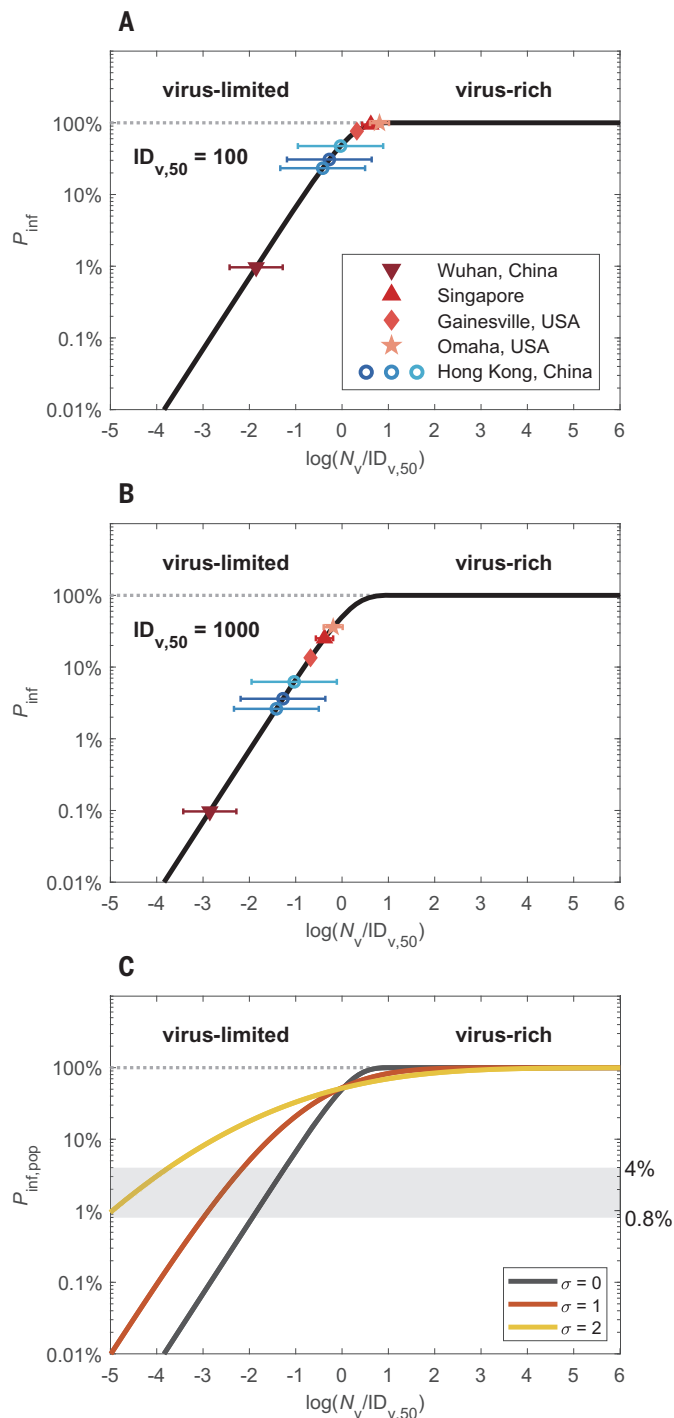 A
virus-limited virus-rich
100%
ID_v,50 = 100
10%
P_inf
1%
0.1%
0.01%
Wuhan, China
Singapore
Gainesville, USA
Omaha, USA
Hong Kong, China
-5 -4 -3 -2 -1 0 1 2 3 4 5 6
log(N_v/ID_v,50)
B
virus-limited virus-rich
100%
ID_v,50 = 1000
10%
P_inf
1%
0.1%
0.01%
-5 -4 -3 -2 -1 0 1 2 3 4 5 6
log(N_v/ID_v,50)
C
virus-limited virus-rich
100%
10%
P_inf,pop
4%
1%
0.8%
0.1%
0.01%
σ = 0
σ = 1
σ = 2
-5 -4 -3 -2 -1 0 1 2 3 4 5 6
log(N_v/ID_v,50)